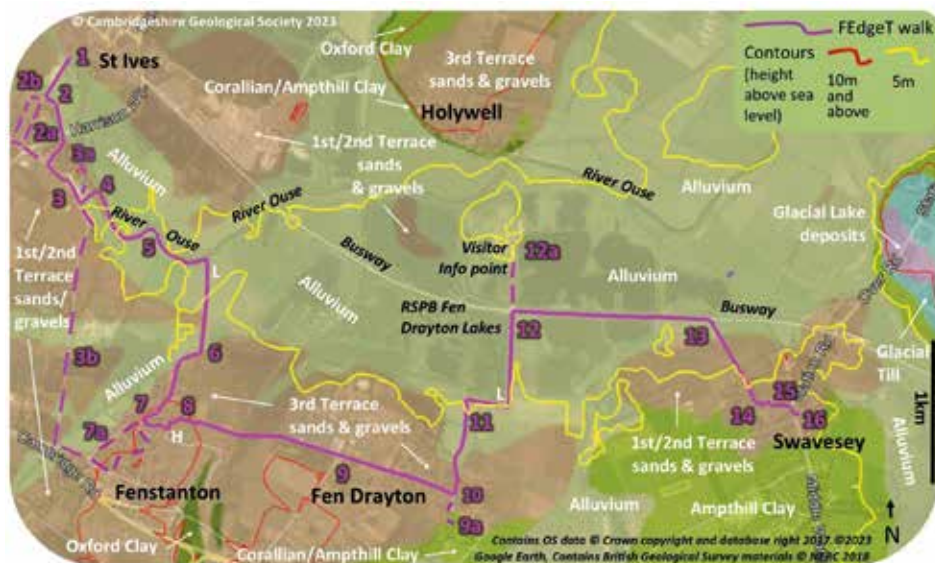 © Cambridgeshire Geological Society 2023
Oxford Clay
FEdgeT walk
Contours
(height
above sea
level)
10m
and
above
5m
1
St Ives
3rd Terrace
sands & gravels
Corallian/Ampthill Clay
Holywell
2b
2
2a
Harrison
1st/2nd Terrace
sands
& gravels
3a
Alluvium
3
4
River
Ouse
River Ouse
River Ouse
Alluvium
5
L
Busway
Visitor
Info point
12a
Alluvium
Glacial Lake
deposits
1st/2nd Terrace
sands/
gravels
Alluvium
RSPB Fen
Drayton Lakes
12
Busway
13
3b
6
Alluvium
Glacial
Till
1km
7
8
H
7a
3rd Terrace
sands & gravels
L
11
15
14
16
Swavesey
1st/2nd Terrace
sands & gravels
Alluvium
9
Fenstanton
Fen Drayton
10
9a
Alluvium
Ampthill Clay
N
Oxford Clay
Corallian/Ampthill Clay
Contains OS data © Crown copyright and database right 2017 ©2023
Google Earth, Contains British Geological Survey materials © NERC 2018